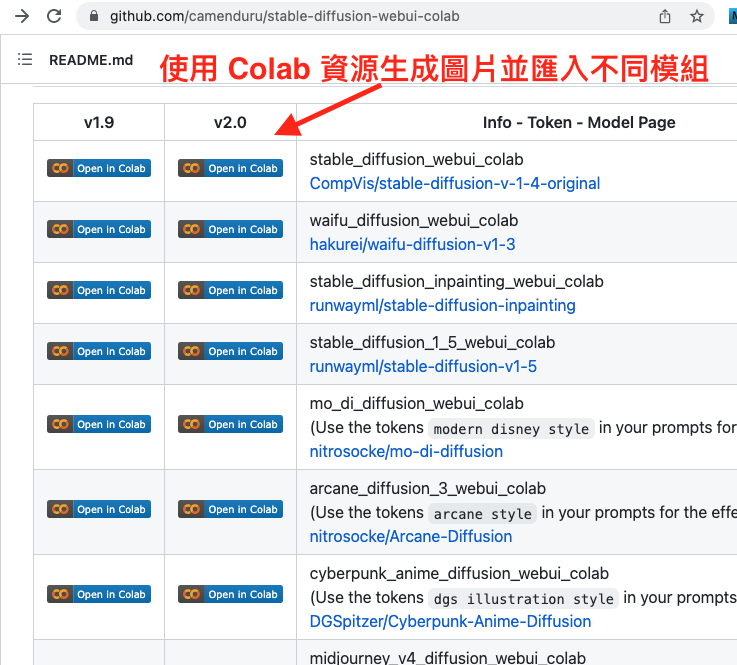 github.com/camenduru/stable-diffusion-webui-colab
README.md
使用 Colab 資源生成圖片並匯入不同模組
v1.9 v2.0 Info - Token - Model Page
Open in Colab Open in Colab stable_diffusion_webui_colab
CompVis/stable-diffusion-v-1-4-original
Open in Colab Open in Colab waifu_diffusion_webui_colab
hakurei/waifu-diffusion-v1-3
Open in Colab Open in Colab stable_diffusion_inpainting_webui_colab
runwayml/stable-diffusion-inpainting
Open in Colab Open in Colab stable_diffusion_1_5_webui_colab
runwayml/stable-diffusion-v1-5
Open in Colab Open in Colab mo_di_diffusion_webui_colab
(Use the tokens modern disney style in your prompts for
nitrosocke/mo-di-diffusion
Open in Colab Open in Colab arcane_diffusion_3_webui_colab
(Use the tokens arcane style in your prompts for the effe
nitrosocke/Arcane-Diffusion
Open in Colab Open in Colab cyberpunk_anime_diffusion_webui_colab
(Use the tokens dgs illustration style in your prompts
DGSpitzer/Cyberpunk-Anime-Diffusion
midjourney_v4_diffusion_webui_colab